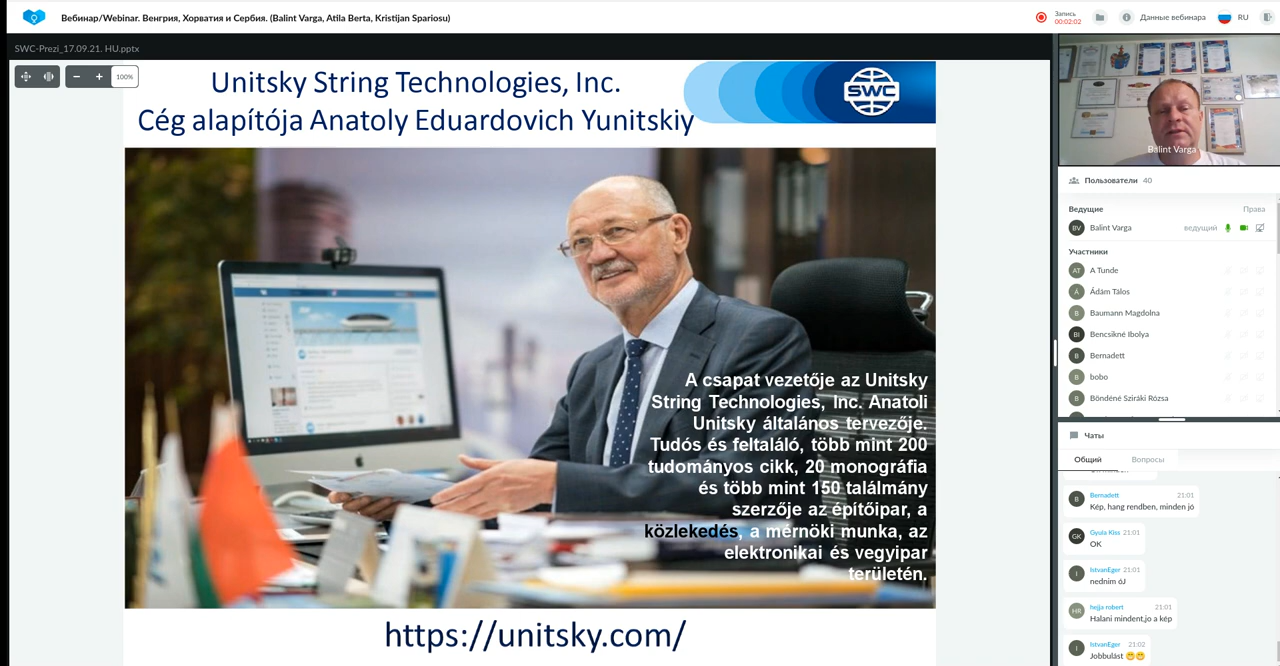 Вебинар/Webinar. Венгрия, Хорватия и Сербия. (Balint Varga, Atila Berta, Kristijan Spariosu)
Запись
00:02:02
Данные вебинара
RU
SWC-Prezi_17.09.21. HU.pptx
100%
Unitsky String Technologies, Inc.
Cég alapítója Anatoly Eduardovich Yunitskiy
SWC
A csapat vezetője az Unitsky
String Technologies, Inc. Anatoli
Unitsky általános tervezője.
Tudós és feltaláló, több mint 200
tudományos cikk, 20 monográfia
és több mint 150 találmány
szerzője az építőipar, a
közlekedés, a mérnöki munka, az
elektronikai és vegyipar
területén.
https://unitsky.com/
Balint Varga
Пользователи 40
Ведущие Права
BV Balint Varga ведущий
Участники
AT A Tunde
Á Ádám Tálos
B Baumann Magdolna
BI Bencsikné Ibolya
B Bernadett
B bobo
B Böndéné Sziráki Rózsa
Чаты
Общий Вопросы
B Bernadett 21:01
Kép, hang rendben, minden jó
GK Gyula Kiss 21:01
OK
I IstvanEger 21:01
nednim óJ
HR hejja robert 21:01
Halani mindent,jo a kép
I IstvanEger 21:02
Jobbulást 😁😁